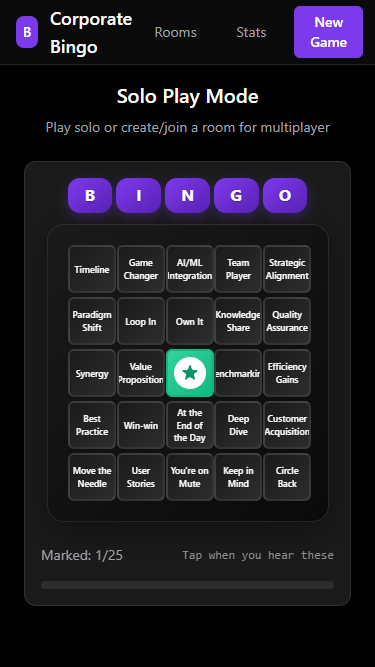 B
Corporate
Bingo
Rooms
Stats
New
Game
Solo Play Mode
Play solo or create/join a room for multiplayer
B I N G O
Timeline
Game
Changer
AI/ML
Integration
Team
Player
Strategic
Alignment
Paradigm
Shift
Loop In
Own It
Knowledge
Share
Quality
Assurance
Synergy
Value
Proposition
enchmarkin
Efficiency
Gains
Best
Practice
Win-win
At the
End of
the Day
Deep
Dive
Customer
Acquisition
Move the
Needle
User
Stories
You're on
Mute
Keep in
Mind
Circle
Back
Marked: 1/25
Tap when you hear these